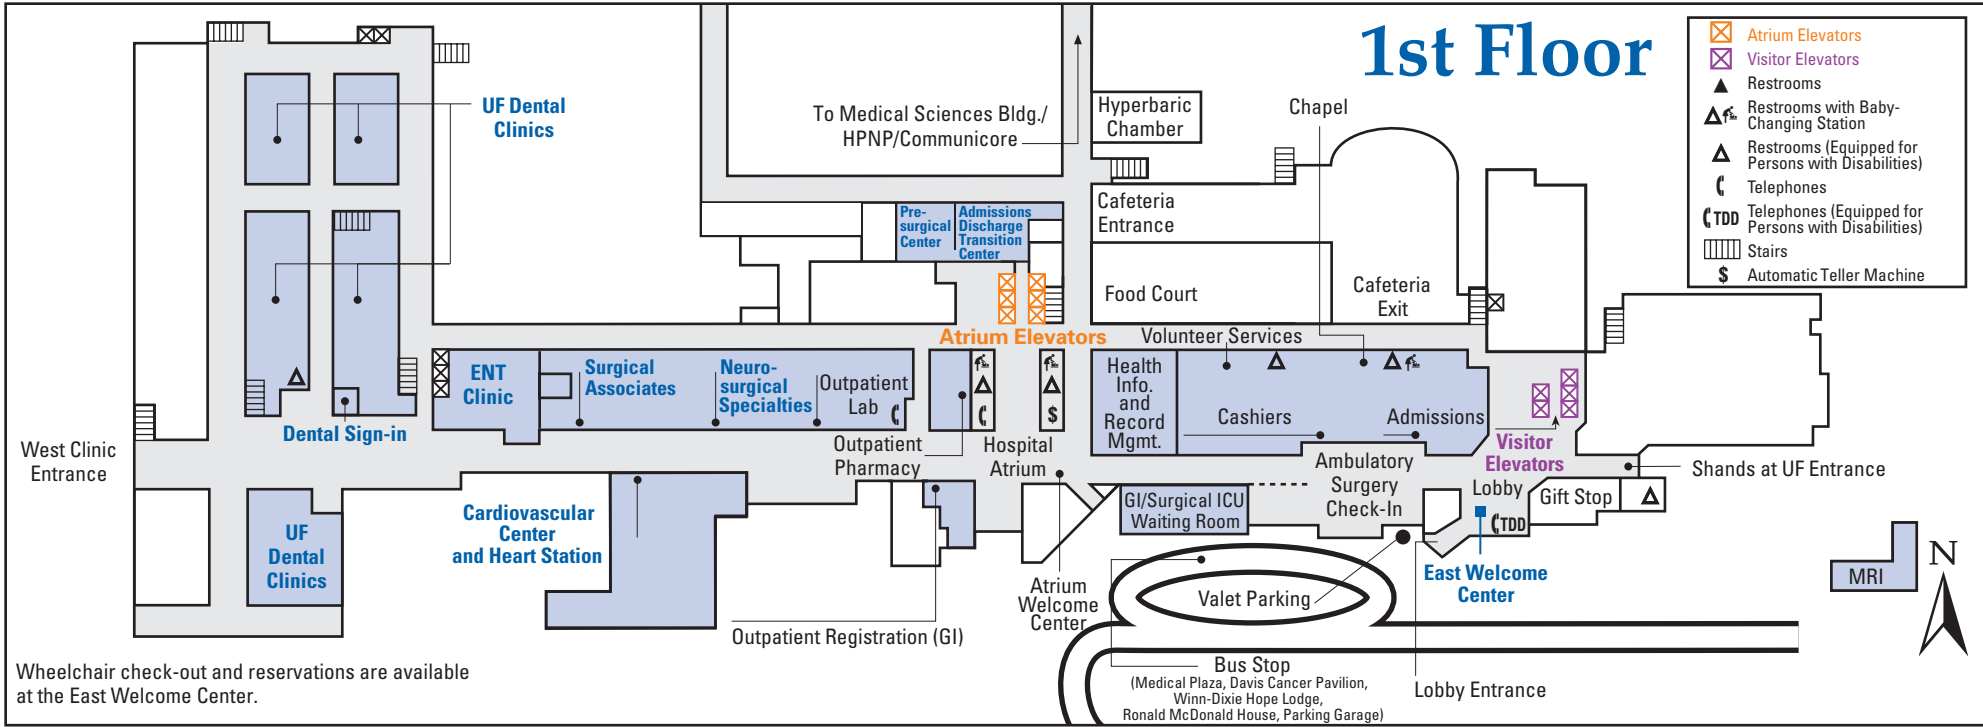 1st Floor
Atrium Elevators
Visitor Elevators
Restrooms
Restrooms with Baby-
Changing Station
Restrooms (Equipped for
Persons with Disabilities)
Telephones
TDD
Telephones (Equipped for
Persons with Disabilities)
Stairs
$
Automatic Teller Machine
UF Dental
Clinics
To Medical Sciences Bldg./
HPNP/Communicore
Hyperbaric
Chamber
Chapel
Cafeteria
Entrance
Pre-
surgical
Center
Admissions
Discharge
Transition
Center
Food Court
Cafeteria
Exit
Atrium Elevators
Volunteer Services
ENT
Clinic
Surgical
Associates
Neuro-
surgical
Specialties
Outpatient
Lab
$
Health
Info.
and
Record
Mgmt.
Cashiers
Admissions
Dental Sign-in
West Clinic
Entrance
Outpatient
Pharmacy
Hospital
Atrium
Visitor
Elevators
Ambulatory
Surgery
Check-In
Lobby
Shands at UF Entrance
Gift Stop
GI/Surgical ICU
Waiting Room
TDD
Cardiovascular
Center
and Heart Station
UF
Dental
Clinics
East Welcome
Center
MRI
N
Atrium
Welcome
Center
Valet Parking
Outpatient Registration (GI)
Bus Stop
(Medical Plaza, Davis Cancer Pavilion,
Winn-Dixie Hope Lodge,
Ronald McDonald House, Parking Garage)
Lobby Entrance
Wheelchair check-out and reservations are available
at the East Welcome Center.